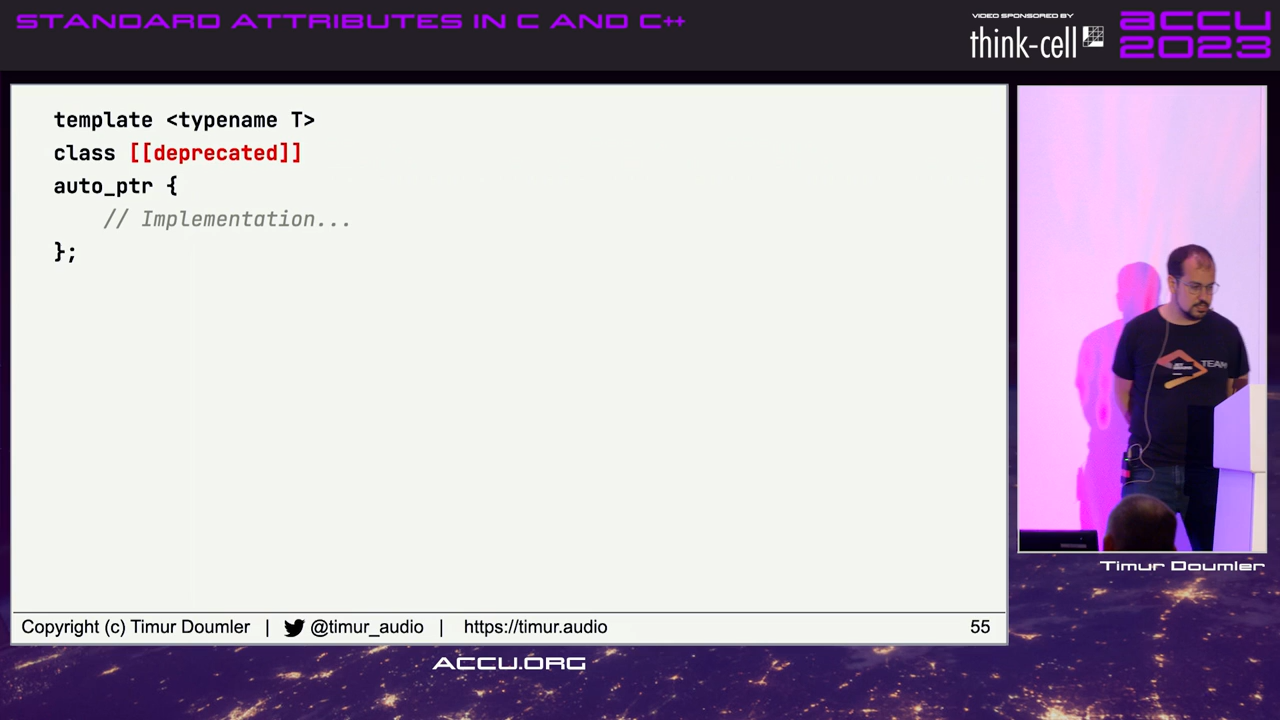 STANDARD ATTRIBUTES IN C AND C++
VIDEO SPONSORED BY
think-cell
accu
2023
template <typename T>
class [[deprecated]]
auto_ptr {
// Implementation...
};
TEAM
Copyright (c) Timur Doumler | @timur_audio | https://timur.audio
55
Timur Doumler
ACCU.ORG